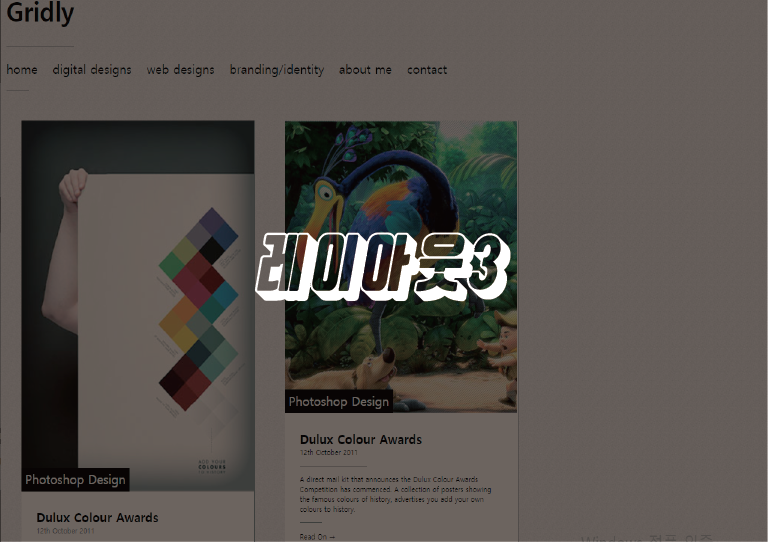 Gridly
home digital designs web designs branding/identity about me contact
레이아웃3
ADD YOUR
COLOURS
Photoshop Design
Dulux Colour Awards
12th October 2011
Photoshop Design
Dulux Colour Awards
12th October 2011
A direct mail kit that announces the Dulux Colour Awards
Competition has commenced. A collection of posters showing
the famous colours of history, advertises you add your own
colours to history.
Read On →
Windows 정품 인증